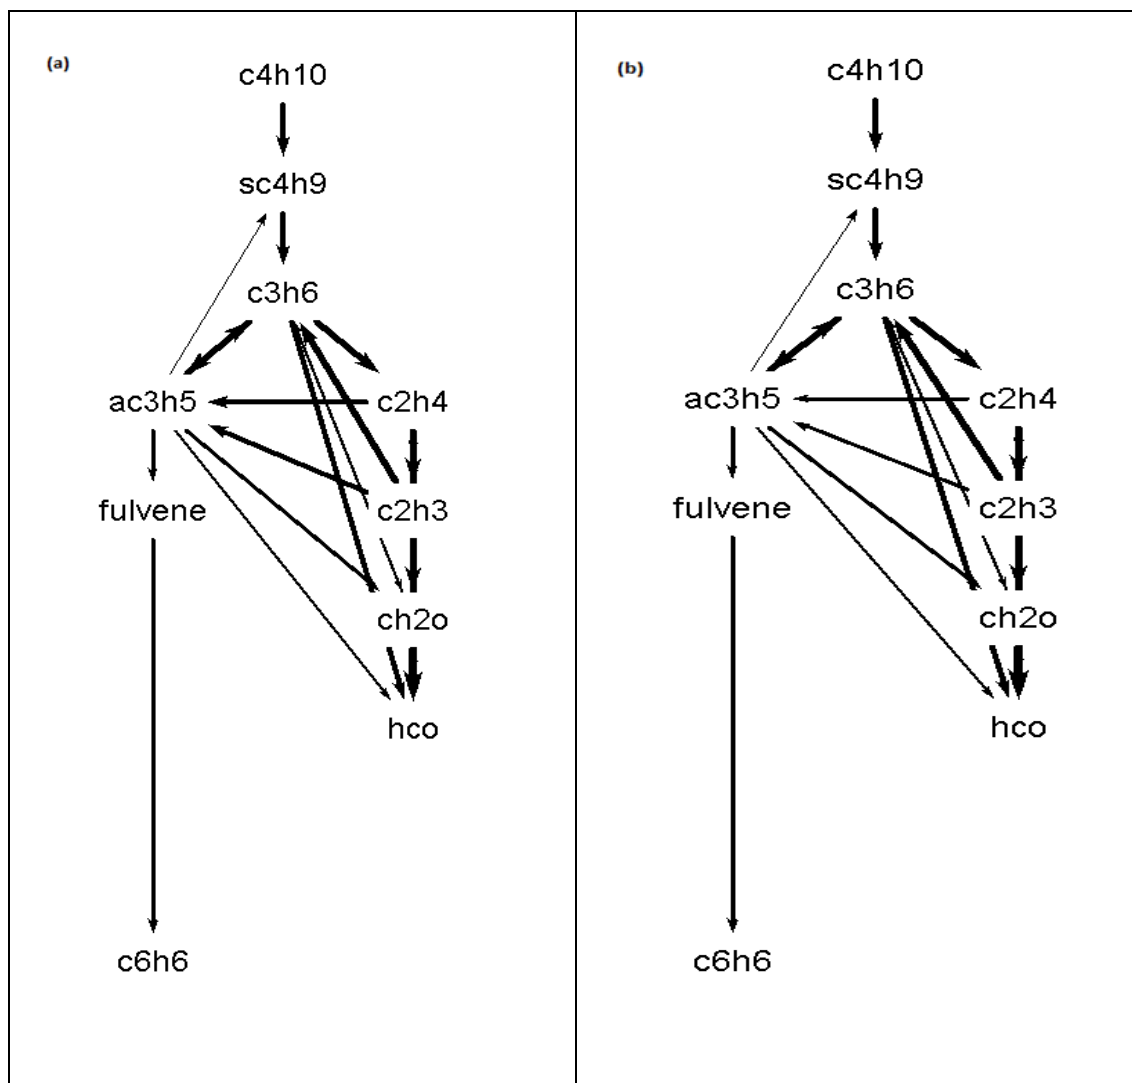 (a)
c4h10
sc4h9
c3h6
ac3h5
c2h4
fulvene
c2h3
ch2o
hco
c6h6
(b)
c4h10
sc4h9
c3h6
ac3h5
c2h4
fulvene
c2h3
ch2o
hco
c6h6